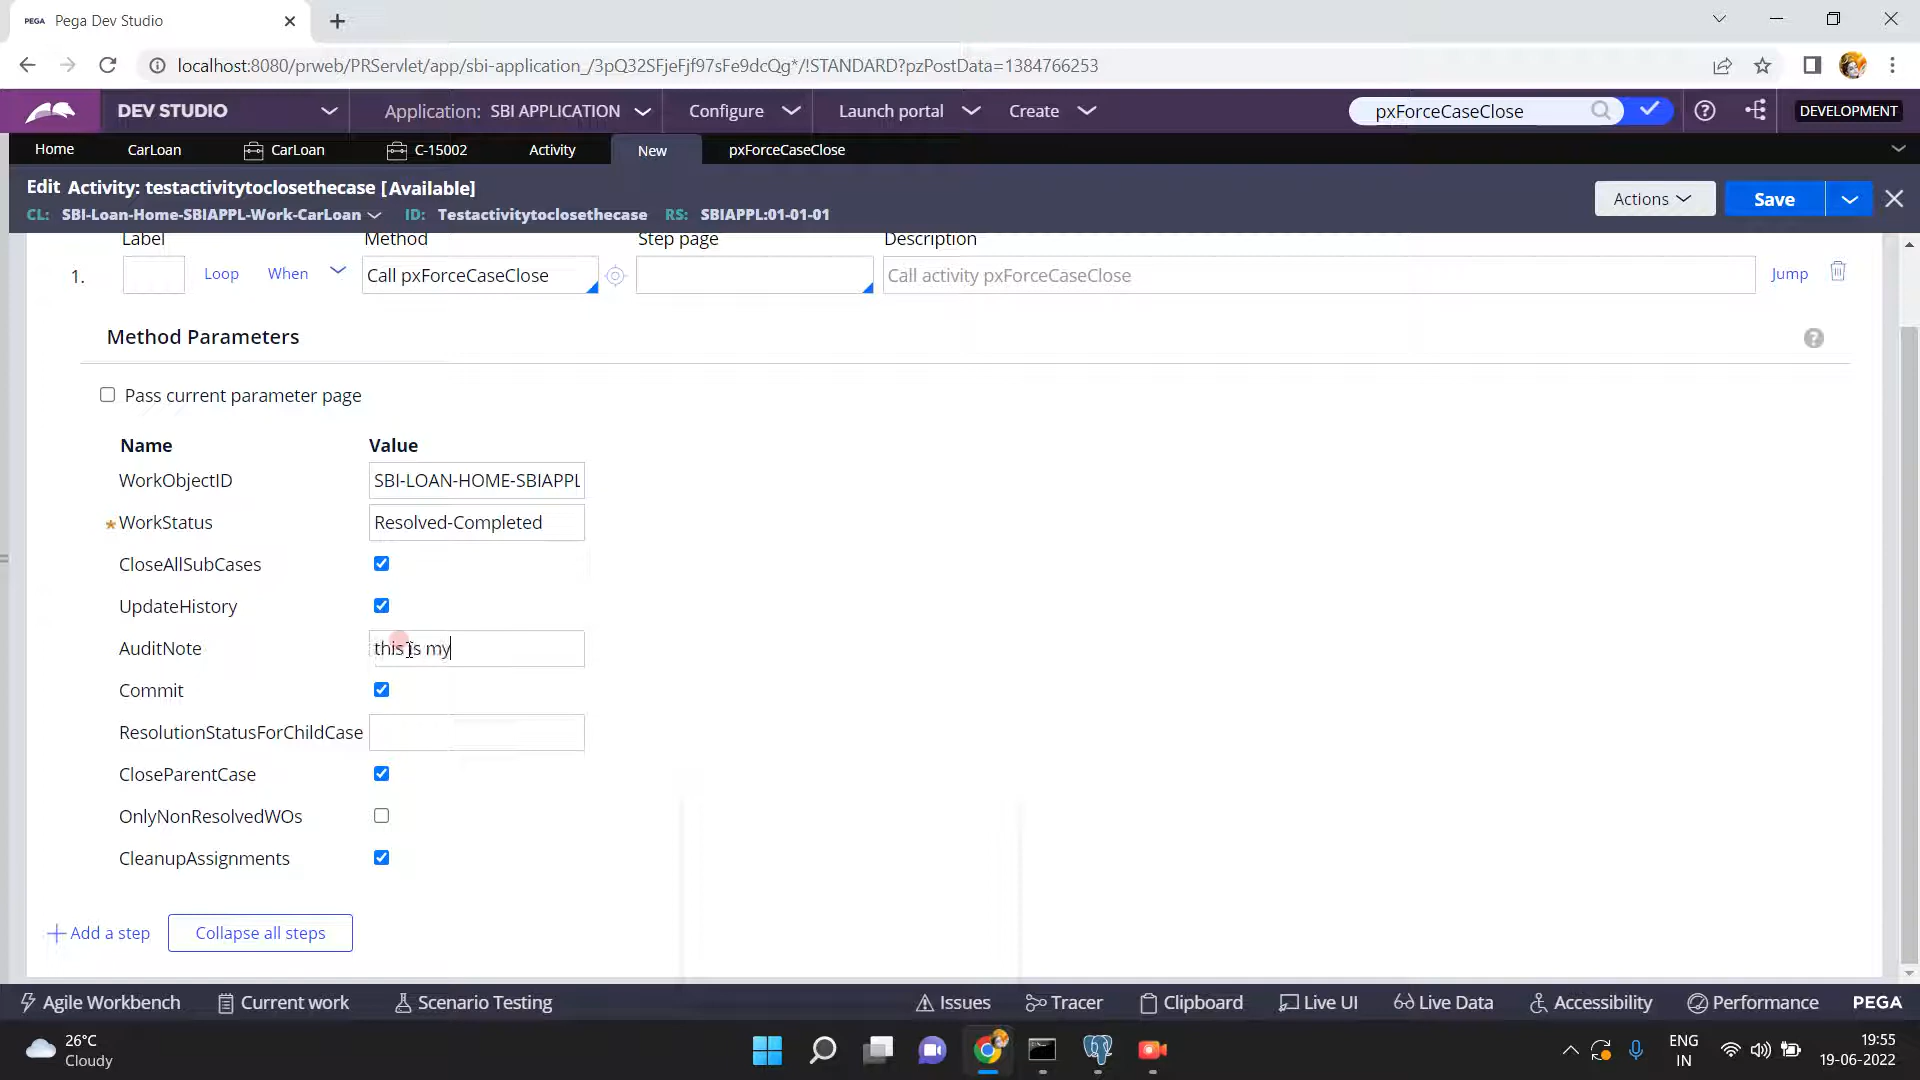 PEGA Pega Dev Studio
localhost:8080/prweb/PRServlet/app/sbi-application_/3pQ32SFjeFjf97sFe9dcQg*/!STANDARD?pzPostData=1384766253
DEV STUDIO Application: SBI APPLICATION Configure Launch portal Create pxForceCaseClose DEVELOPMENT
Home CarLoan CarLoan C-15002 Activity New pxForceCaseClose
Edit Activity: testactivitytoclosethecase [Available]
CL: SBI-Loan-Home-SBIAPPL-Work-CarLoan ID: Testactivitytoclosethecase RS: SBIAPPL:01-01-01
Actions Save
Label Method Step page Description
1. Loop When Call pxForceCaseClose Call activity pxForceCaseClose Jump
Method Parameters
Pass current parameter page
Name Value
WorkObjectID SBI-LOAN-HOME-SBIAPPL
WorkStatus Resolved-Completed
CloseAllSubCases
UpdateHistory
AuditNote this is my
Commit
ResolutionStatusForChildCase
CloseParentCase
OnlyNonResolvedWOs
CleanupAssignments
Add a step Collapse all steps
Agile Workbench Current work Scenario Testing Issues Tracer Clipboard Live UI Live Data Accessibility Performance PEGA
26°C
Cloudy
ENG
IN
19:55
19-06-2022